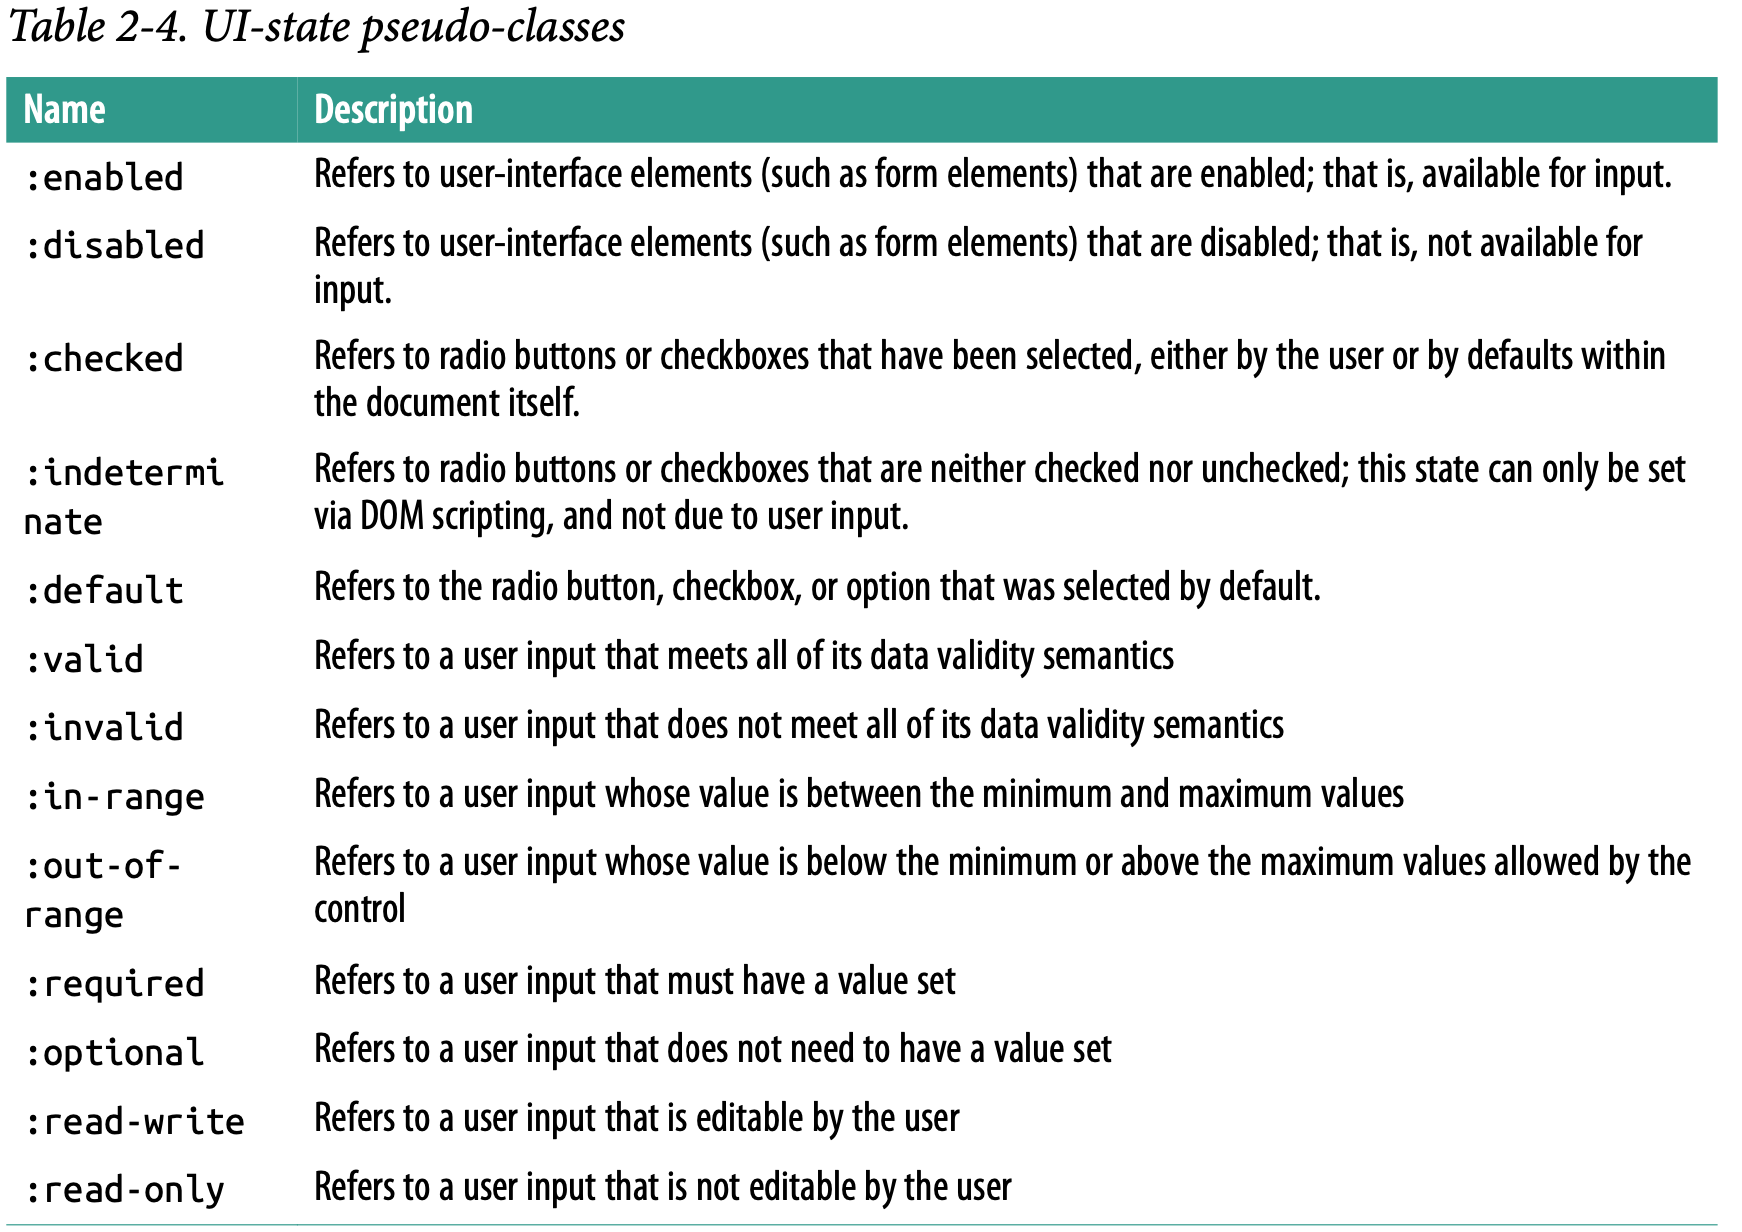 Table 2-4. UI-state pseudo-classes
Name Description
:enabled Refers to user-interface elements (such as form elements) that are enabled; that is, available for input.
:disabled Refers to user-interface elements (such as form elements) that are disabled; that is, not available for
input.
:checked Refers to radio buttons or checkboxes that have been selected, either by the user or by defaults within
the document itself.
:indetermi Refers to radio buttons or checkboxes that are neither checked nor unchecked; this state can only be set
nate via DOM scripting, and not due to user input.
:default Refers to the radio button, checkbox, or option that was selected by default.
:valid Refers to a user input that meets all of its data validity semantics
:invalid Refers to a user input that does not meet all of its data validity semantics
:in-range Refers to a user input whose value is between the minimum and maximum values
:out-of- Refers to a user input whose value is below the minimum or above the maximum values allowed by the
range control
:required Refers to a user input that must have a value set
:optional Refers to a user input that does not need to have a value set
:read-write Refers to a user input that is editable by the user
:read-only Refers to a user input that is not editable by the user